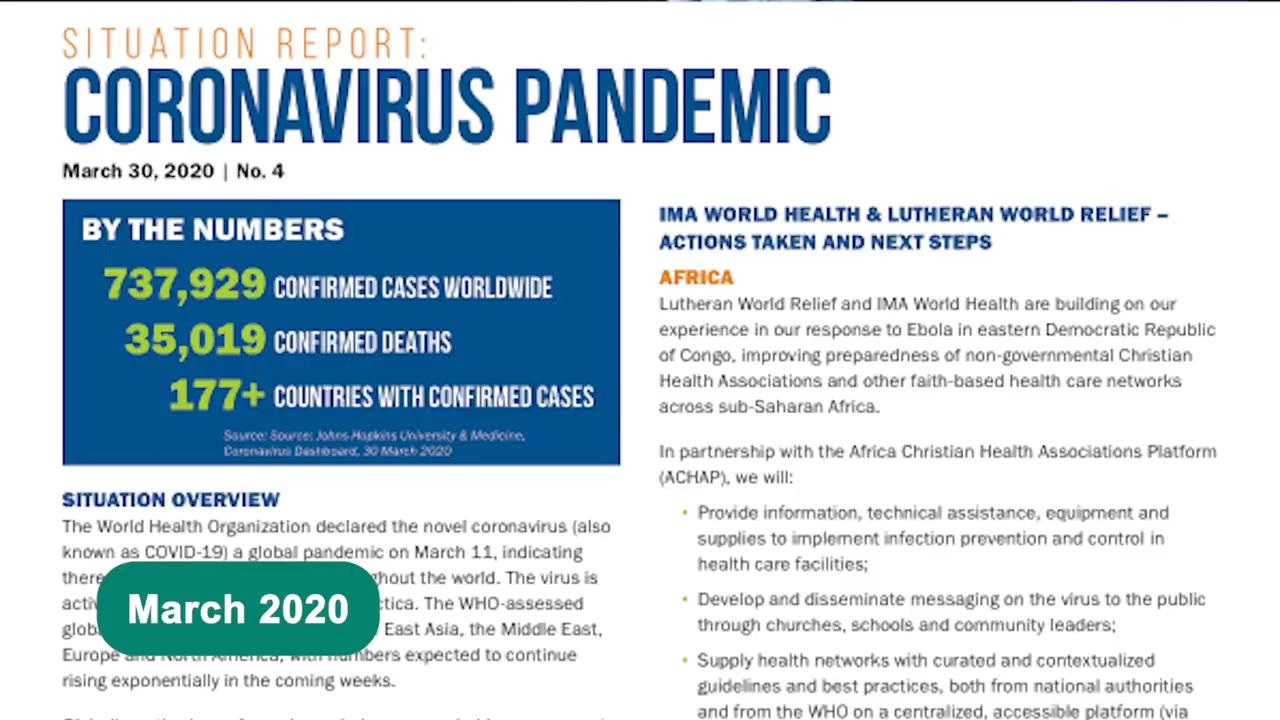 SITUATION REPORT:
CORONAVIRUS PANDEMIC
March 30, 2020 | No. 4
BY THE NUMBERS
737,929 CONFIRMED CASES WORLDWIDE
35,019 CONFIRMED DEATHS
177+ COUNTRIES WITH CONFIRMED CASES
Source: Source: Johns Hopkins University & Medicine,
Coronavirus Dashboard, 30 March 2020
SITUATION OVERVIEW
The World Health Organization declared the novel coronavirus (also
known as COVID-19) a global pandemic on March 11, indicating
the world. The virus is
The WHO-assessed
East Asia, the Middle East,
Europe and North America, with numbers expected to continue
rising exponentially in the coming weeks.
March 2020
IMA WORLD HEALTH & LUTHERAN WORLD RELIEF –
ACTIONS TAKEN AND NEXT STEPS
AFRICA
Lutheran World Relief and IMA World Health are building on our
experience in our response to Ebola in eastern Democratic Republic
of Congo, improving preparedness of non-governmental Christian
Health Associations and other faith-based health care networks
across sub-Saharan Africa.
In partnership with the Africa Christian Health Associations Platform
(ACHAP), we will:
• Provide information, technical assistance, equipment and
supplies to implement infection prevention and control in
health care facilities;
• Develop and disseminate messaging on the virus to the public
through churches, schools and community leaders;
• Supply health networks with curated and contextualized
guidelines and best practices, both from national authorities
and from the WHO on a centralized, accessible platform (via